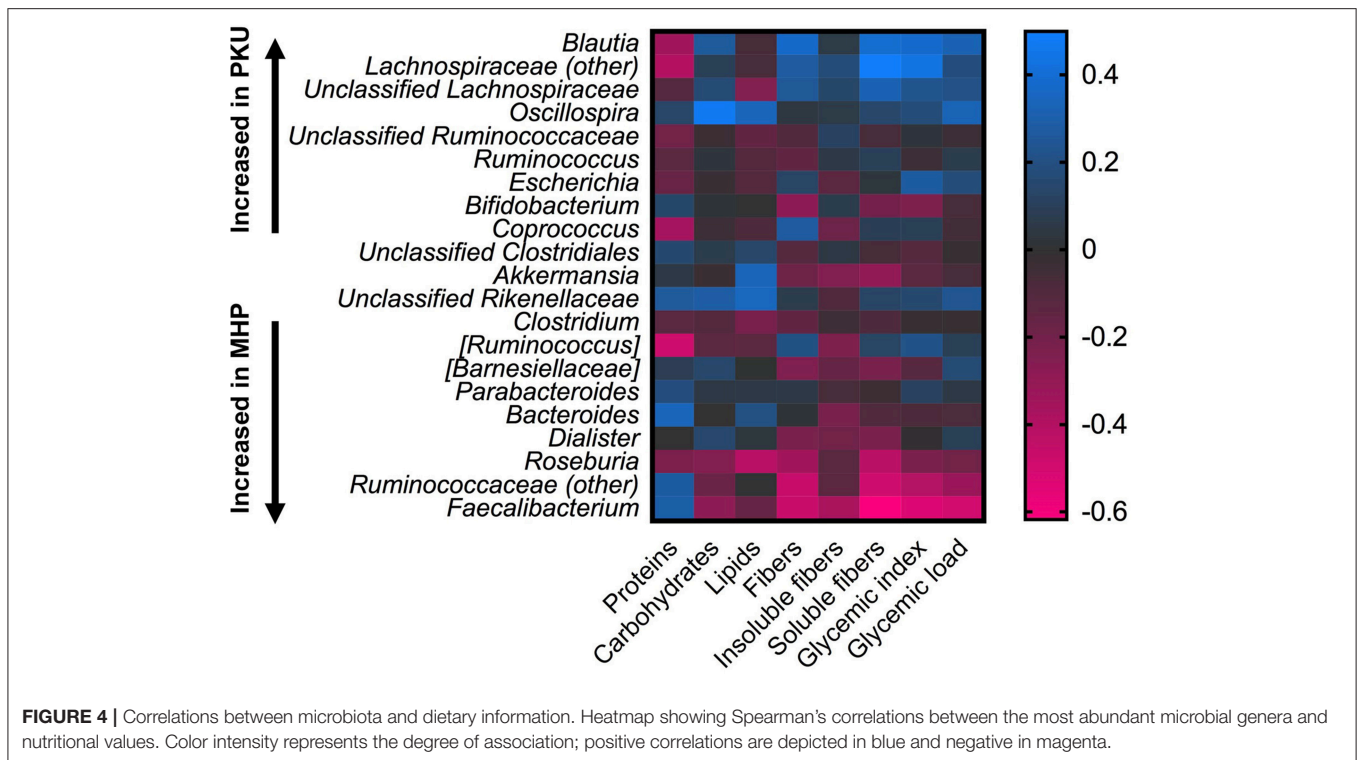 Increased in PKU
Increased in MHP
Blautia
Lachnospiraceae (other)
Unclassified Lachnospiraceae
Oscillospira
Unclassified Ruminococcaceae
Ruminococcus
Escherichia
Bifidobacterium
Coprococcus
Unclassified Clostridiales
Akkermansia
Unclassified Rikenellaceae
Clostridium
[Ruminococcus]
[Barnesiellaceae]
Parabacteroides
Bacteroides
Dialister
Roseburia
Ruminococcaceae (other)
Faecalibacterium
Proteins
Carbohydrates
Lipids
Fibers
Insoluble fibers
Soluble fibers
Glycemic index
Glycemic load
0.4
0.2
0
-0.2
-0.4
-0.6
FIGURE 4 | Correlations between microbiota and dietary information. Heatmap showing Spearman's correlations between the most abundant microbial genera and
nutritional values. Color intensity represents the degree of association; positive correlations are depicted in blue and negative in magenta.